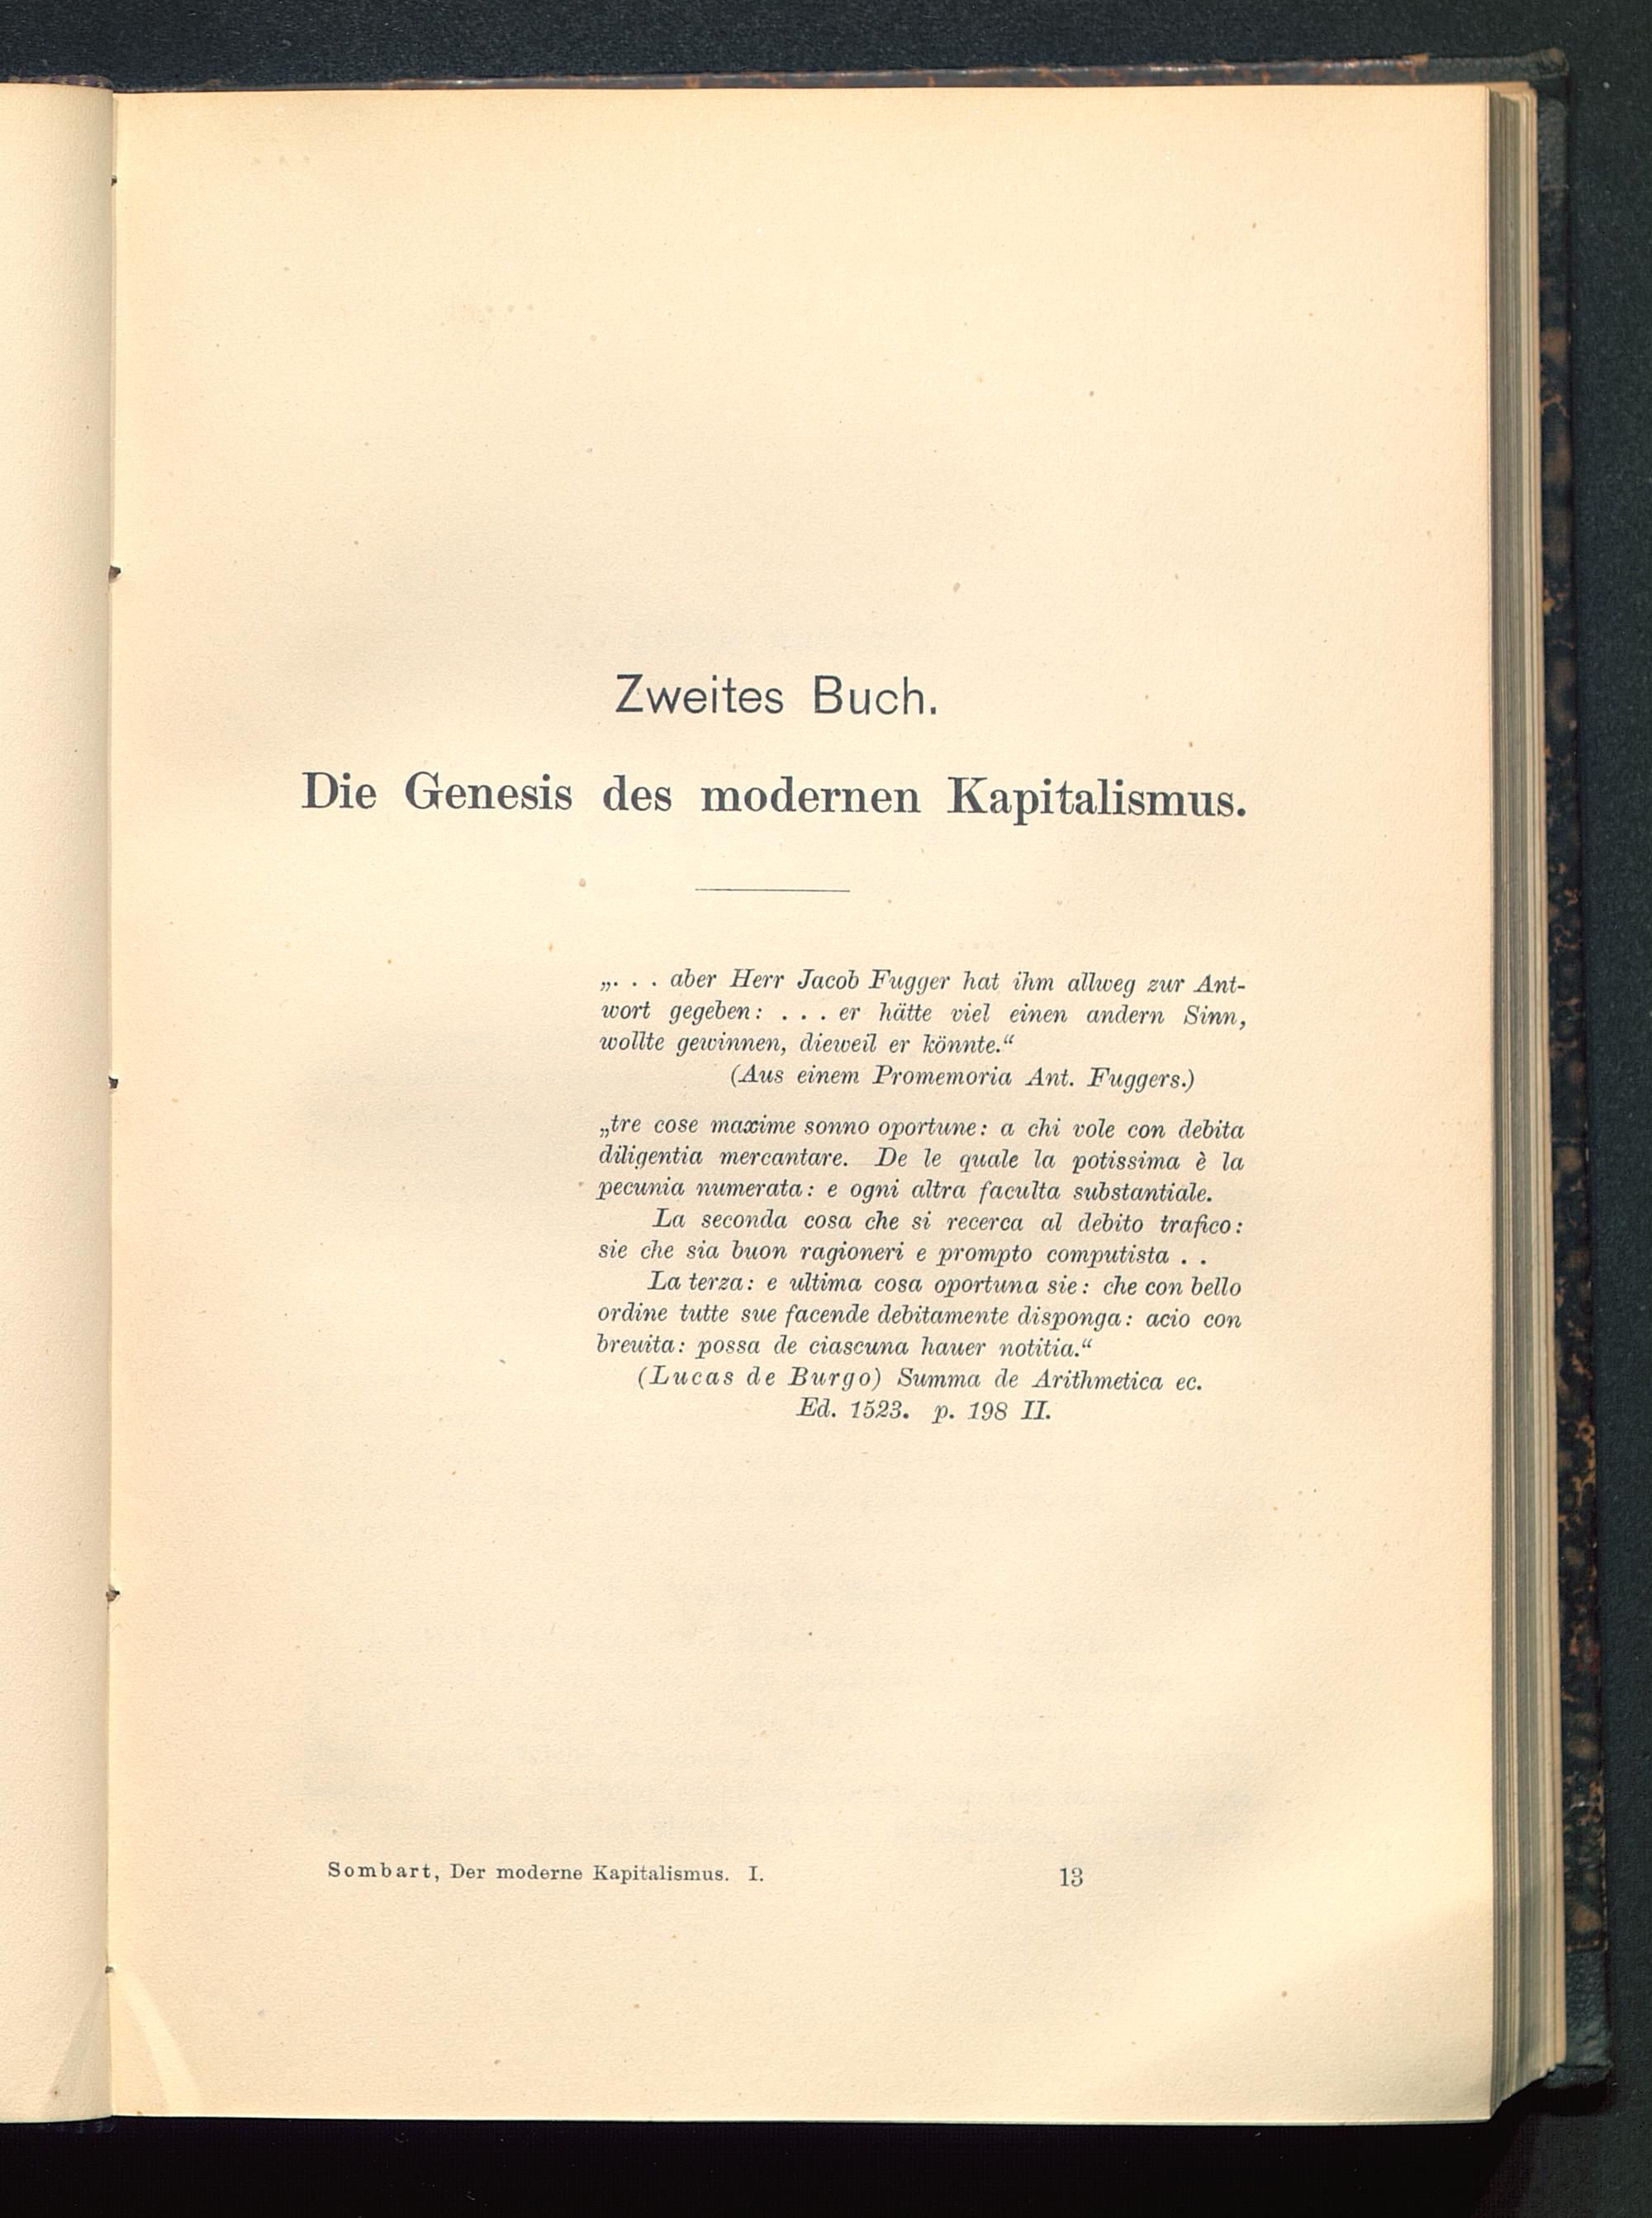 Zweites Buch.
Die Genesis des modernen Kapitalismus.
„. . . aber Herr Jacob Fugger hat ihm allweg zur Ant-
wort gegeben: . . . er hätte viel einen andern Sinn,
wollte gewinnen, dieweil er könnte.“
(Aus einem Promemoria Ant. Fuggers.)
„tre cose maxime sonno oportune: a chi vole con debita
diligentia mercantare. De le quale la potissima è la
pecunia numerata: e ogni altra faculta substantiale.
La seconda cosa che si recerca al debito trafico:
sie che sia buon ragioneri e prompto computista . .
La terza: e ultima cosa oportuna sie: che con bello
ordine tutte sue facende debitamente disponga: acio con
breuita: possa de ciascuna hauer notitia.“
(Lucas de Burgo) Summa de Arithmetica ec.
Ed. 1523. p. 198 II.
Sombart, Der moderne Kapitalismus. I. 13